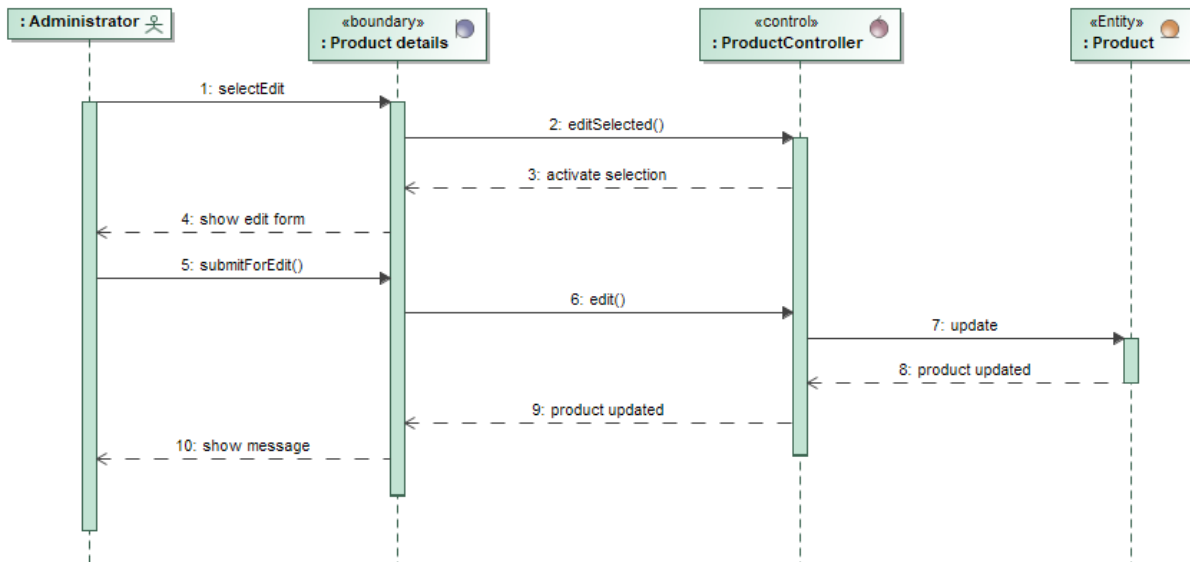 : Administrator
«boundary»
: Product details
«control»
: ProductController
«Entity»
: Product
1: selectEdit
2: editSelected()
3: activate selection
4: show edit form
5: submitForEdit()
6: edit()
7: update
8: product updated
9: product updated
10: show message